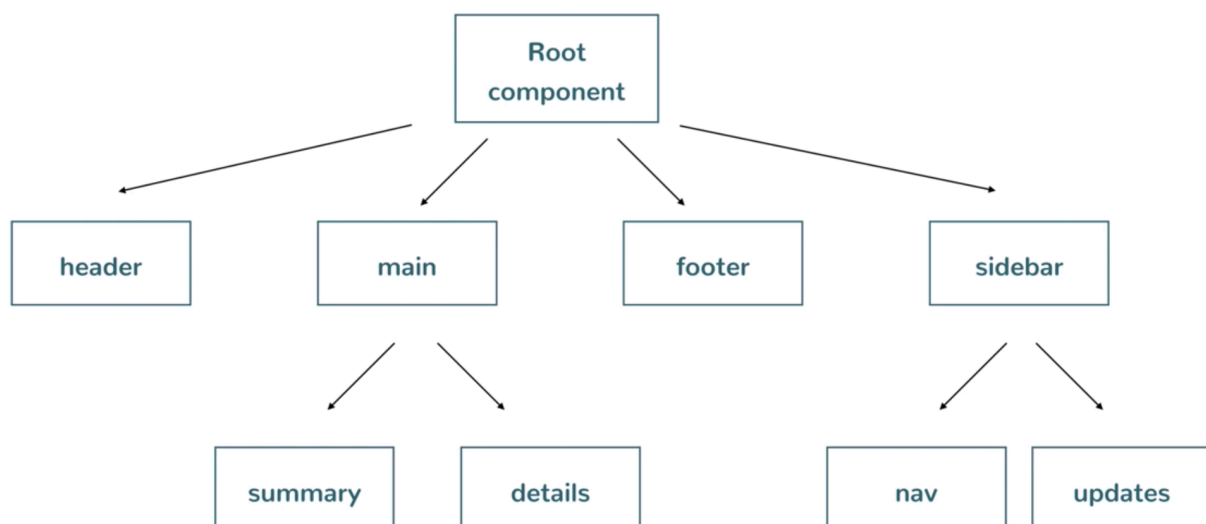 Root
component
header
main
footer
sidebar
summary
details
nav
updates